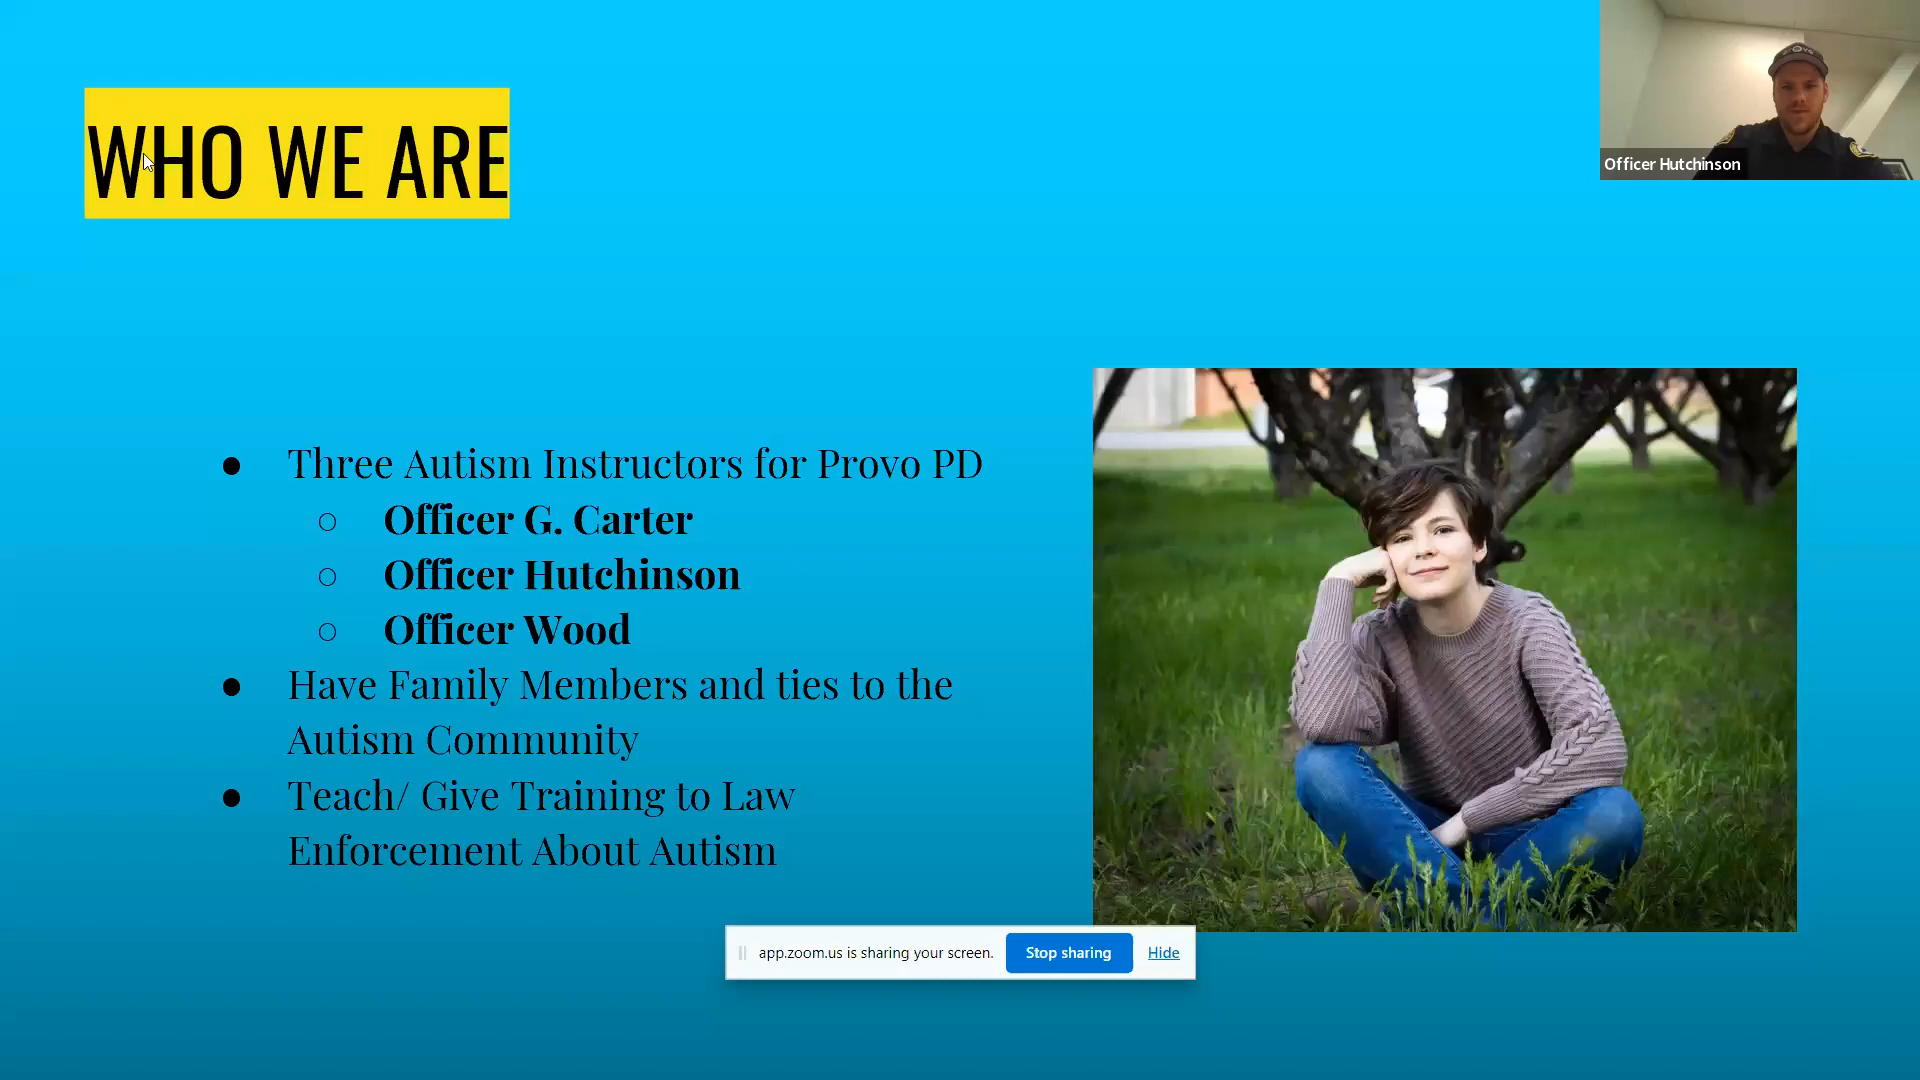 WHO WE ARE
Officer Hutchinson
● Three Autism Instructors for Provo PD
○ Officer G. Carter
○ Officer Hutchinson
○ Officer Wood
● Have Family Members and ties to the
Autism Community
● Teach/ Give Training to Law
Enforcement About Autism
app.zoom.us is sharing your screen. Stop sharing Hide